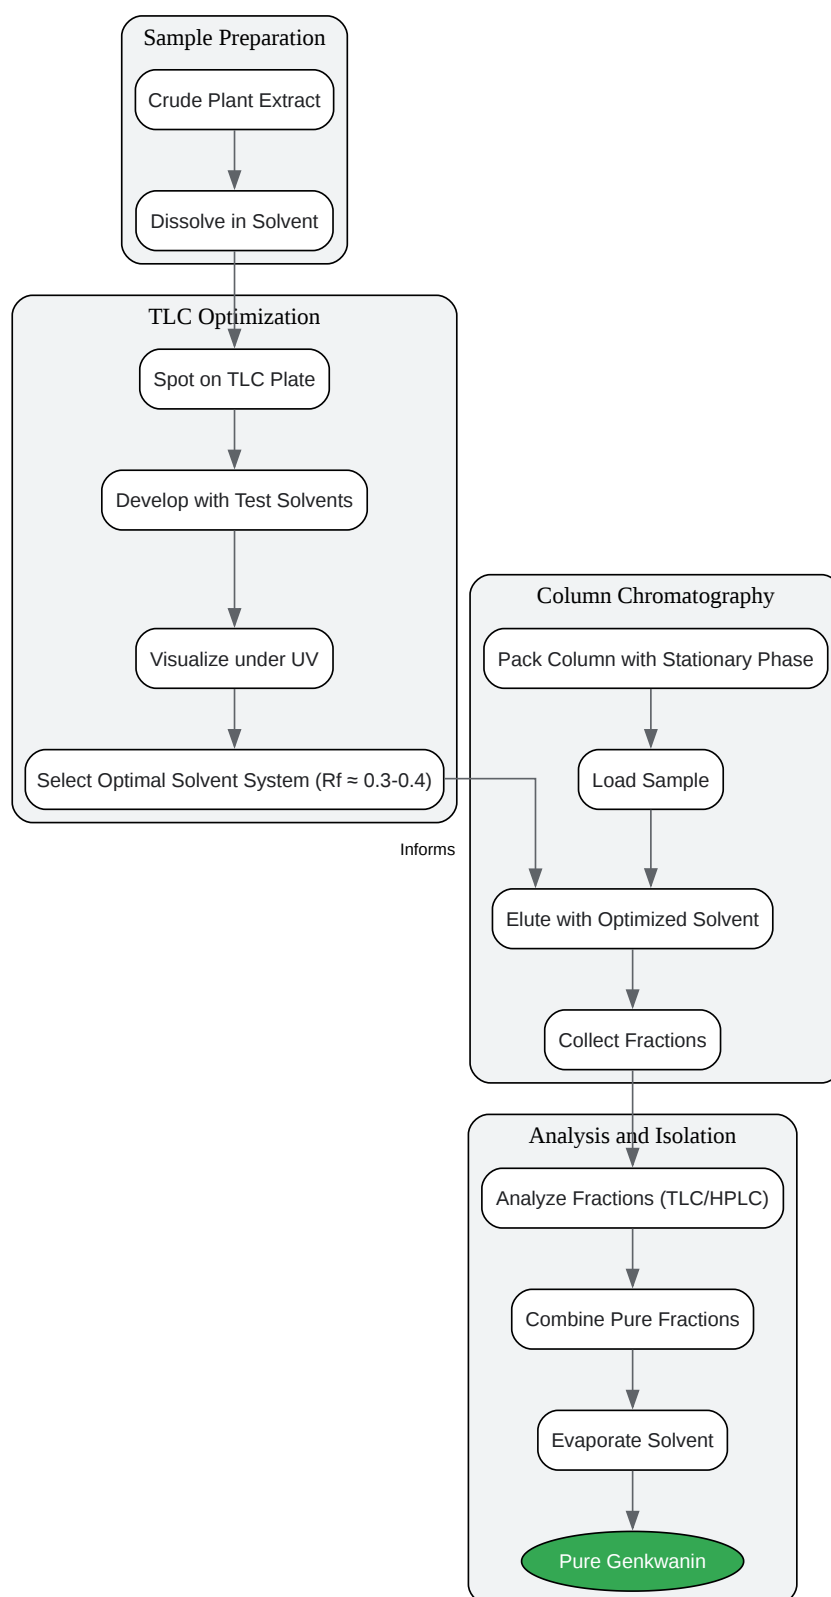 Sample Preparation
Crude Plant Extract
Dissolve in Solvent
TLC Optimization
Spot on TLC Plate
Develop with Test Solvents
Visualize under UV
Select Optimal Solvent System (Rf ≈ 0.3-0.4)
Informs
Column Chromatography
Pack Column with Stationary Phase
Load Sample
Elute with Optimized Solvent
Collect Fractions
Analysis and Isolation
Analyze Fractions (TLC/HPLC)
Combine Pure Fractions
Evaporate Solvent
Pure Genkwanin